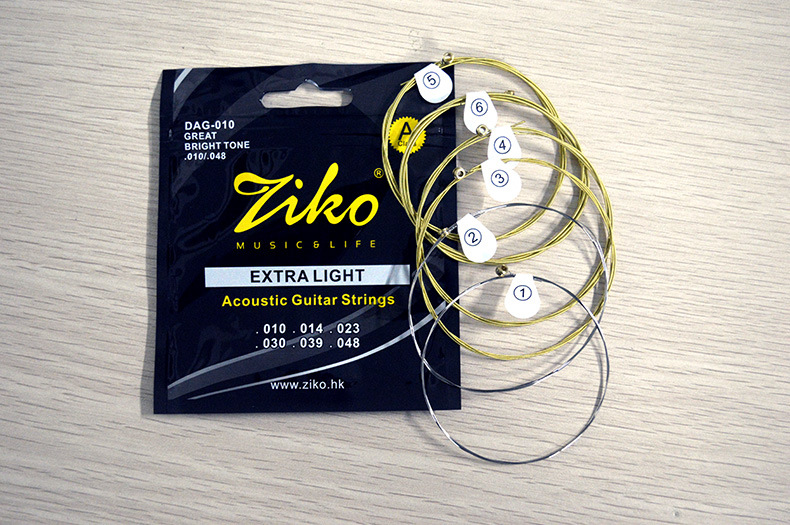 DAG-010
GREAT
BRIGHT TONE
.010/.048
A
Ziko®
MUSIC & LIFE
EXTRA LIGHT
Acoustic Guitar Strings
.010 .014 .023
.030 .039 .048
www.ziko.hk
⑤
⑥
④
③
②
①